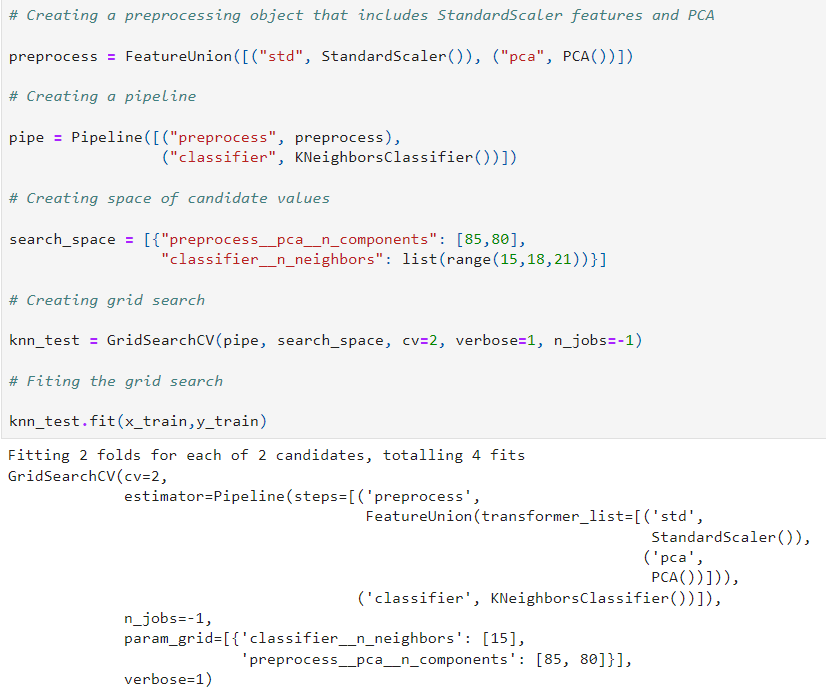 # Creating a preprocessing object that includes StandardScaler features and PCA
preprocess = FeatureUnion([("std", StandardScaler()), ("pca", PCA())])
# Creating a pipeline
pipe = Pipeline([("preprocess", preprocess),
("classifier", KNeighborsClassifier())])
# Creating space of candidate values
search_space = [{"preprocess__pca__n_components": [85,80],
"classifier__n_neighbors": list(range(15,18,21))}]
# Creating grid search
knn_test = GridSearchCV(pipe, search_space, cv=2, verbose=1, n_jobs=-1)
# Fiting the grid search
knn_test.fit(x_train,y_train)
Fitting 2 folds for each of 2 candidates, totalling 4 fits
GridSearchCV(cv=2,
estimator=Pipeline(steps=[('preprocess',
FeatureUnion(transformer_list=[('std',
StandardScaler()),
('pca',
PCA())])),
('classifier', KNeighborsClassifier())]),
n_jobs=-1,
param_grid=[{'classifier__n_neighbors': [15],
'preprocess__pca__n_components': [85, 80]}],
verbose=1)